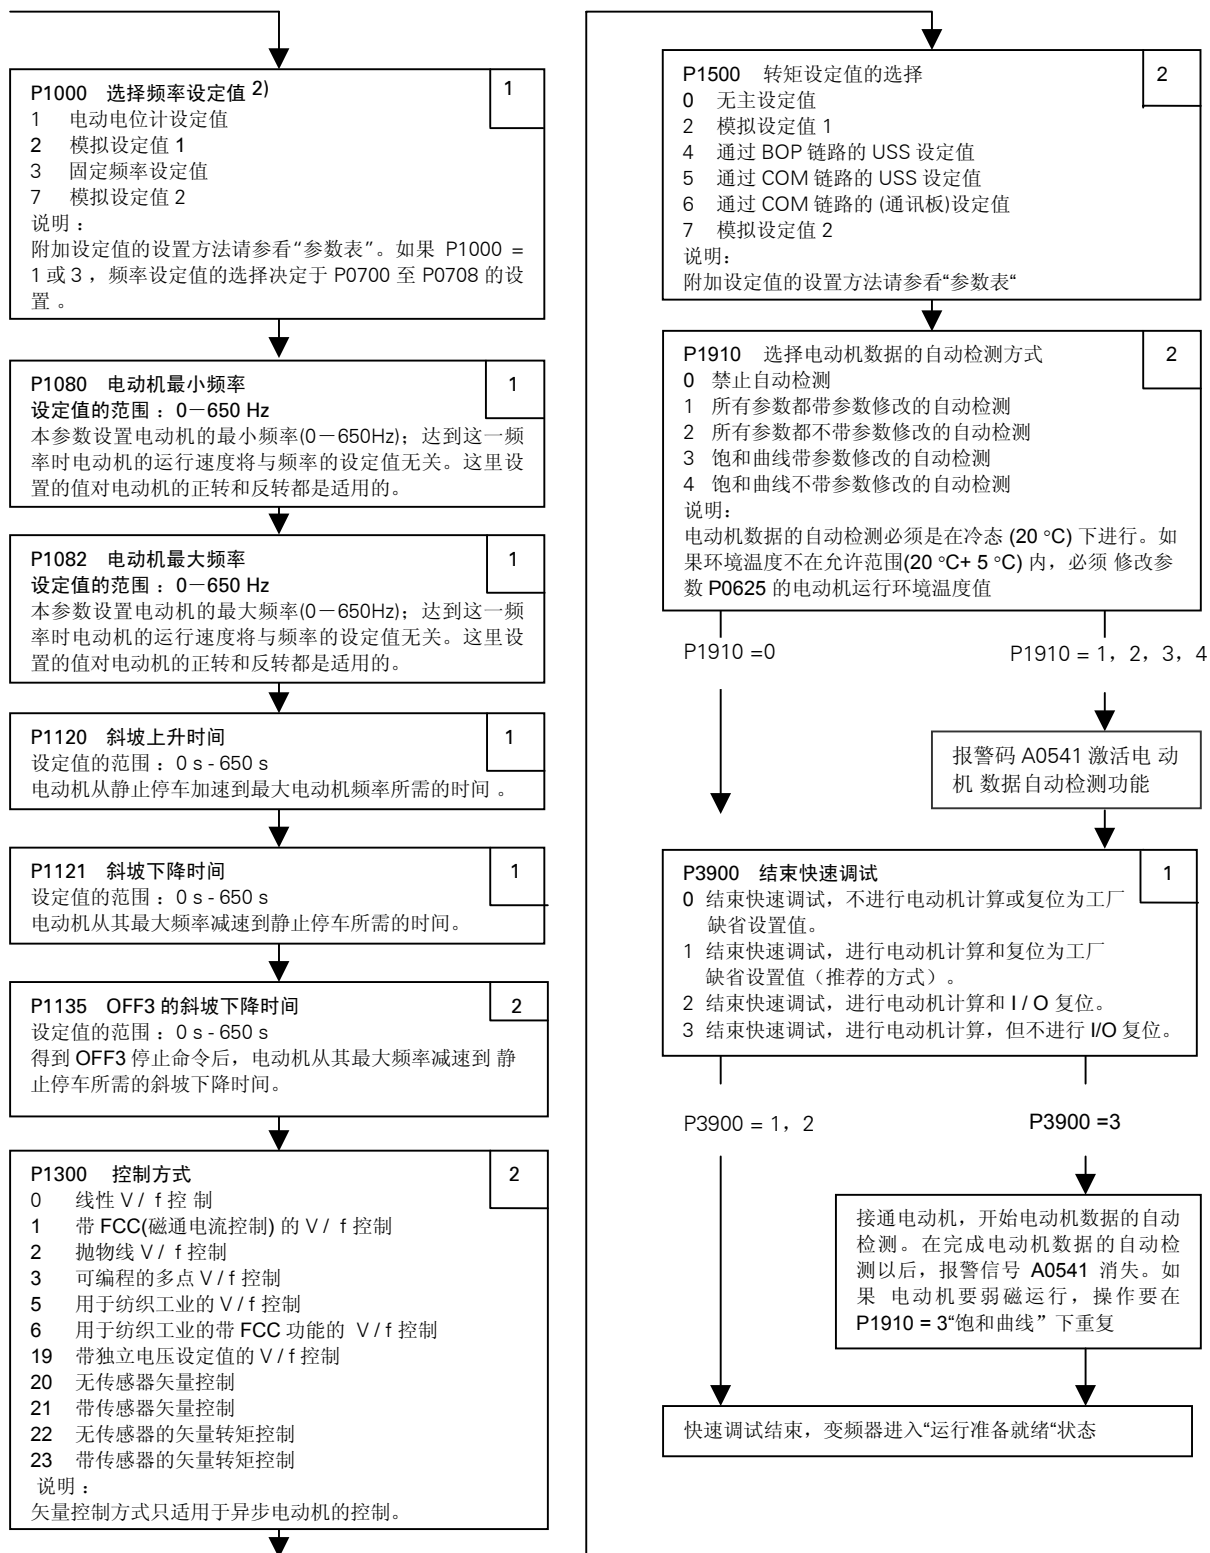 P1000 选择频率设定值 2)
1
1 电动电位计设定值
2 模拟设定值 1
3 固定频率设定值
7 模拟设定值 2
说明：
附加设定值的设置方法请参看“参数表”。如果 P1000 =
1 或 3 ，频率设定值的选择决定于 P0700 至 P0708 的设
置 。
P1080 电动机最小频率
1
设定值的范围 ：0－650 Hz
本参数设置电动机的最小频率(0－650Hz)；达到这一频
率时电动机的运行速度将与频率的设定值无关。这里设
置的值对电动机的正转和反转都是适用的。
P1082 电动机最大频率
1
设定值的范围 ：0－650 Hz
本参数设置电动机的最大频率(0－650Hz)；达到这一频
率时电动机的运行速度将与频率的设定值无关。这里设
置的值对电动机的正转和反转都是适用的。
P1120 斜坡上升时间
1
设定值的范围 ：0 s - 650 s
电动机从静止停车加速到最大电动机频率所需的时间 。
P1121 斜坡下降时间
1
设定值的范围 ：0 s - 650 s
电动机从其最大频率减速到静止停车所需的时间。
P1135 OFF3 的斜坡下降时间
2
设定值的范围 ：0 s - 650 s
得到 OFF3 停止命令后，电动机从其最大频率减速到 静
止停车所需的斜坡下降时间。
P1300 控制方式
2
0 线性 V / f 控 制
1 带 FCC(磁通电流控制) 的 V / f 控制
2 抛物线 V / f 控制
3 可编程的多点 V / f 控制
5 用于纺织工业的 V / f 控制
6 用于纺织工业的带 FCC 功能的 V / f 控制
19 带独立电压设定值的 V / f 控制
20 无传感器矢量控制
21 带传感器矢量控制
22 无传感器的矢量转矩控制
23 带传感器的矢量转矩控制
说明：
矢量控制方式只适用于异步电动机的控制。
P1500 转矩设定值的选择
2
0 无主设定值
2 模拟设定值 1
4 通过 BOP 链路的 USS 设定值
5 通过 COM 链路的 USS 设定值
6 通过 COM 链路的 (通讯板)设定值
7 模拟设定值 2
说明：
附加设定值的设置方法请参看“参数表“
P1910 选择电动机数据的自动检测方式
2
0 禁止自动检测
1 所有参数都带参数修改的自动检测
2 所有参数都不带参数修改的自动检测
3 饱和曲线带参数修改的自动检测
4 饱和曲线不带参数修改的自动检测
说明：
电动机数据的自动检测必须是在冷态 (20 °C) 下进行。如
果环境温度不在允许范围(20 °C+ 5 °C) 内，必须 修改参
数 P0625 的电动机运行环境温度值
P1910 =0
P1910 = 1，2，3，4
报警码 A0541 激活电 动
机 数据自动检测功能
P3900 结束快速调试
1
0 结束快速调试，不进行电动机计算或复位为工厂
缺省设置值。
1 结束快速调试，进行电动机计算和复位为工厂
缺省设置值（推荐的方式）。
2 结束快速调试，进行电动机计算和 I / O 复位。
3 结束快速调试，进行电动机计算，但不进行 I/O 复位。
P3900 = 1，2
P3900 =3
接通电动机，开始电动机数据的自动
检测。在完成电动机数据的自动检
测以后，报警信号 A0541 消失。如
果 电动机要弱磁运行，操作要在
P1910 = 3“饱和曲线”下重复
快速调试结束，变频器进入“运行准备就绪“状态